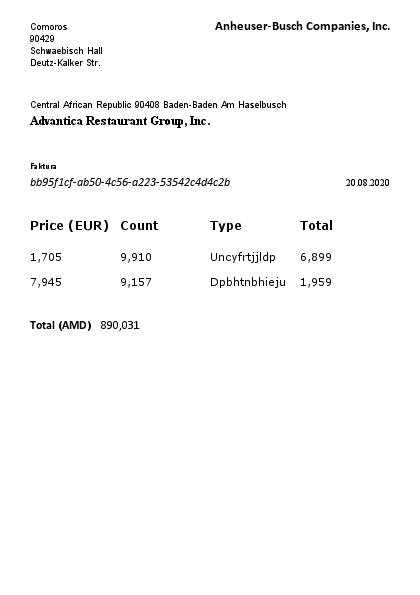 Comoros
90429
Schwaebisch Hall
Deutz-Kalker Str.
Anheuser-Busch Companies, Inc.
Central African Republic 90408 Baden-Baden Am Haselbusch
Advantica Restaurant Group, Inc.
Faktura
bb95f1cf-ab50-4c56-a223-53542c4d4c2b 20.08.2020
Price (EUR) Count Type Total
1,705 9,910 Uncyfrtjjldp 6,899
7,945 9,157 Dpbhtnbhieju 1,959
Total (AMD) 890,031